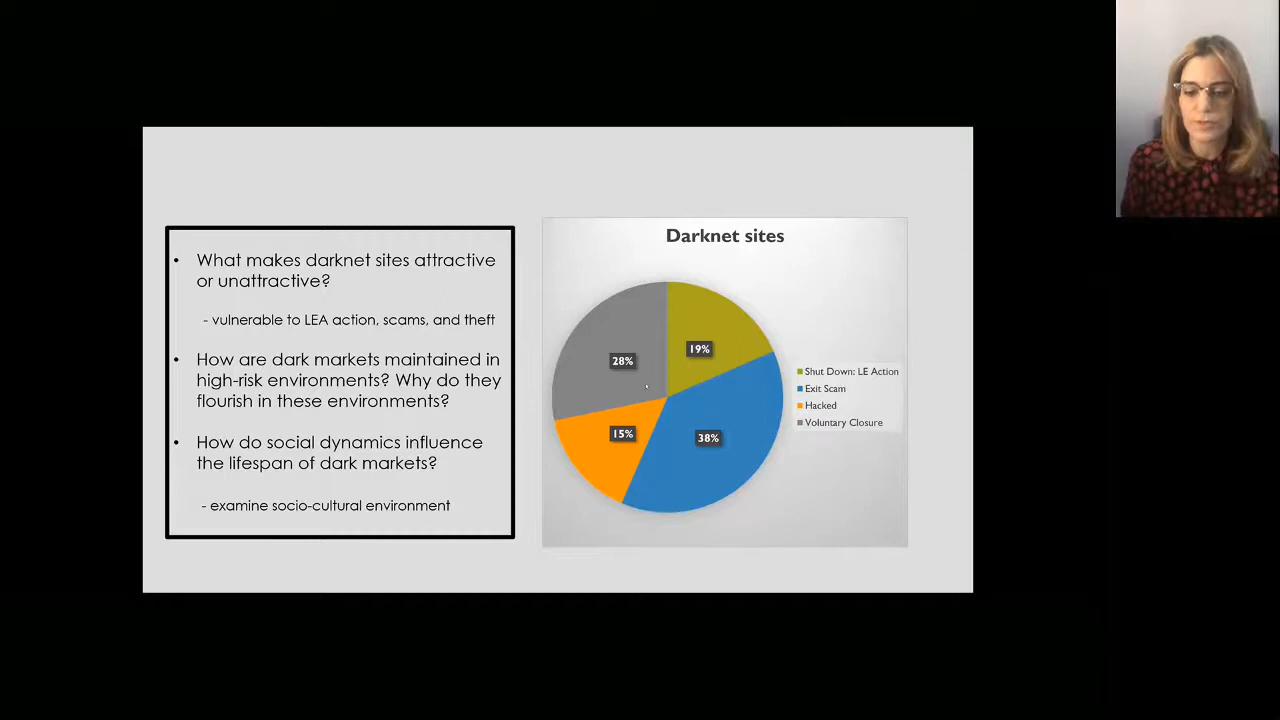 • What makes darknet sites attractive
or unattractive?
- vulnerable to LEA action, scams, and theft
• How are dark markets maintained in
high-risk environments? Why do they
flourish in these environments?
• How do social dynamics influence
the lifespan of dark markets?
- examine socio-cultural environment
Darknet sites
19%
28%
15%
38%
Shut Down: LE Action
Exit Scam
Hacked
Voluntary Closure